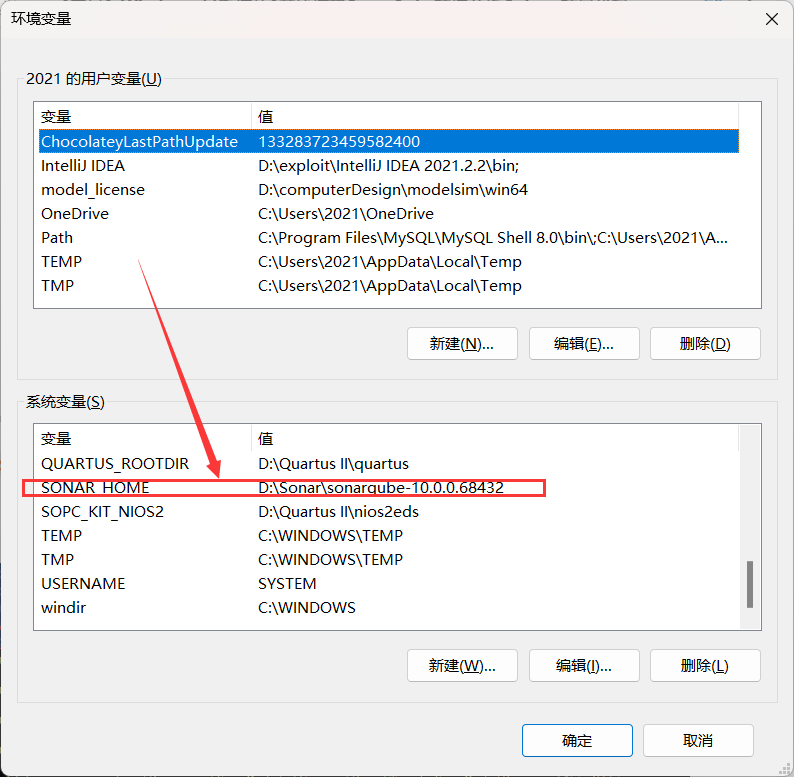 环境变量
2021 的用户变量(U)
变量 值
ChocolateyLastPathUpdate 133283723459582400
IntelliJ IDEA D:\exploit\IntelliJ IDEA 2021.2.2\bin;
model_license D:\computerDesign\modelsim\win64
OneDrive C:\Users\2021\OneDrive
Path C:\Program Files\MySQL\MySQL Shell 8.0\bin\;C:\Users\2021\A...
TEMP C:\Users\2021\AppData\Local\Temp
TMP C:\Users\2021\AppData\Local\Temp
新建(N)... 编辑(E)... 删除(D)
系统变量(S)
变量 值
QUARTUS_ROOTDIR D:\Quartus II\quartus
SONAR_HOME D:\Sonar\sonarqube-10.0.0.68432
SOPC_KIT_NIOS2 D:\Quartus II\nios2eds
TEMP C:\WINDOWS\TEMP
TMP C:\WINDOWS\TEMP
USERNAME SYSTEM
windir C:\WINDOWS
新建(W)... 编辑(I)... 删除(L)
确定 取消